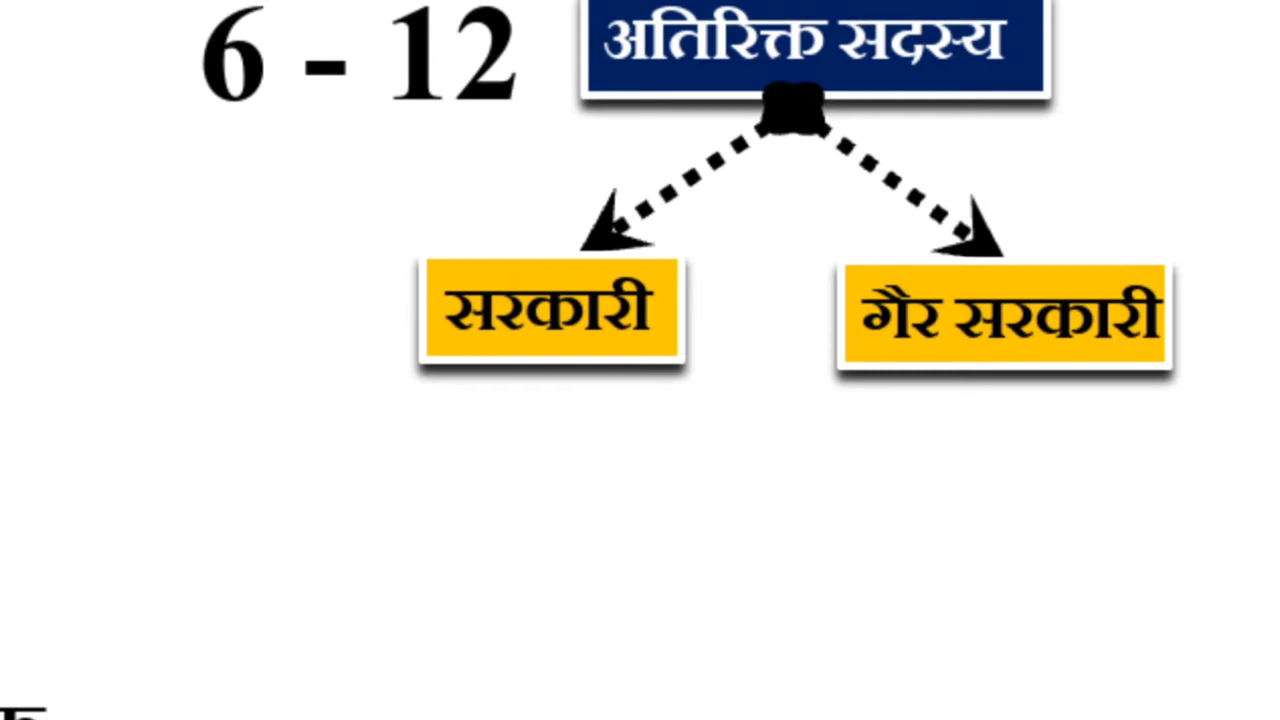 6 - 12 अतिरिक्त सदस्य
सरकारी
गैर सरकारी